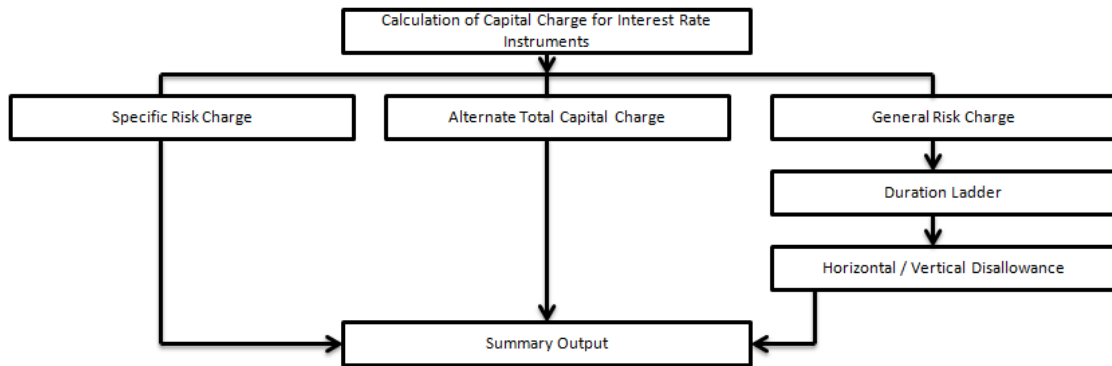 Calculation of Capital Charge for Interest Rate
Instruments
Specific Risk Charge
Alternate Total Capital Charge
General Risk Charge
Duration Ladder
Horizontal / Vertical Disallowance
Summary Output